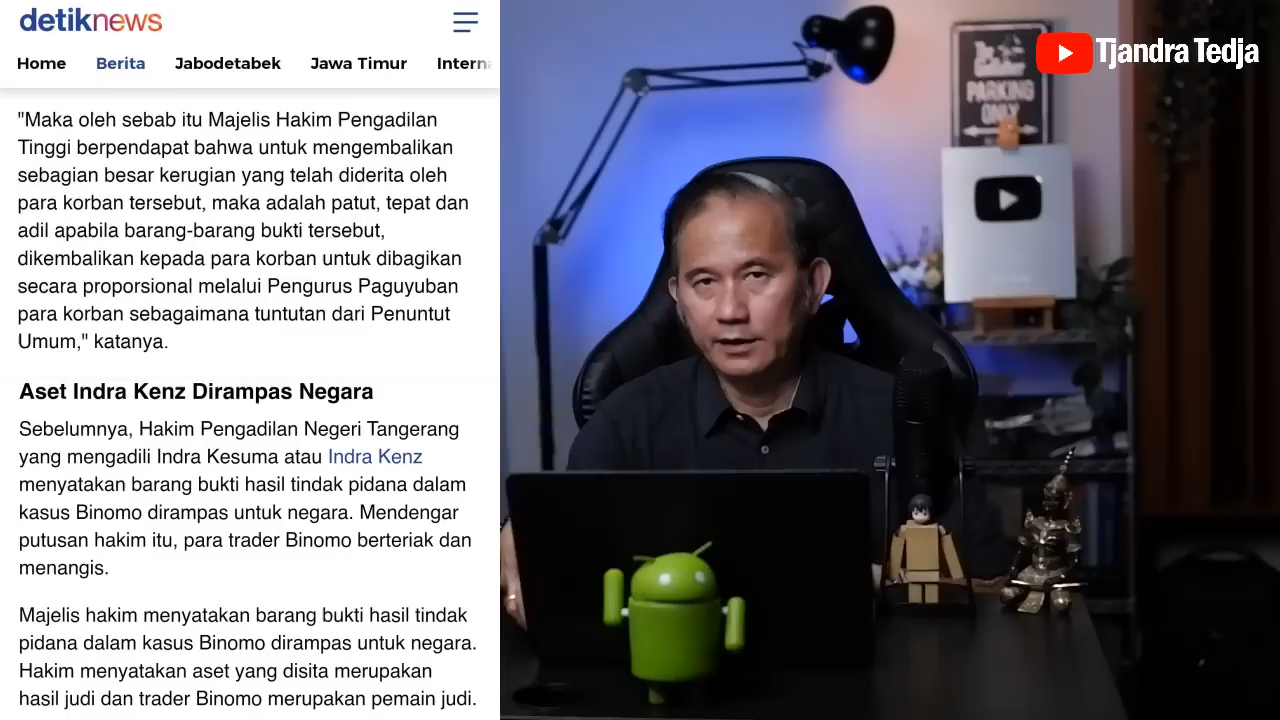 detiknews
Home Berita Jabodetabek Jawa Timur Interna
"Maka oleh sebab itu Majelis Hakim Pengadilan
Tinggi berpendapat bahwa untuk mengembalikan
sebagian besar kerugian yang telah diderita oleh
para korban tersebut, maka adalah patut, tepat dan
adil apabila barang-barang bukti tersebut,
dikembalikan kepada para korban untuk dibagikan
secara proporsional melalui Pengurus Paguyuban
para korban sebagaimana tuntutan dari Penuntut
Umum," katanya.
Aset Indra Kenz Dirampas Negara
Sebelumnya, Hakim Pengadilan Negeri Tangerang
yang mengadili Indra Kesuma atau Indra Kenz
menyatakan barang bukti hasil tindak pidana dalam
kasus Binomo dirampas untuk negara. Mendengar
putusan hakim itu, para trader Binomo berteriak dan
menangis.
Majelis hakim menyatakan barang bukti hasil tindak
pidana dalam kasus Binomo dirampas untuk negara.
Hakim menyatakan aset yang disita merupakan
hasil judi dan trader Binomo merupakan pemain judi.
Tjandra Tedja
The
PARKING
ONLY